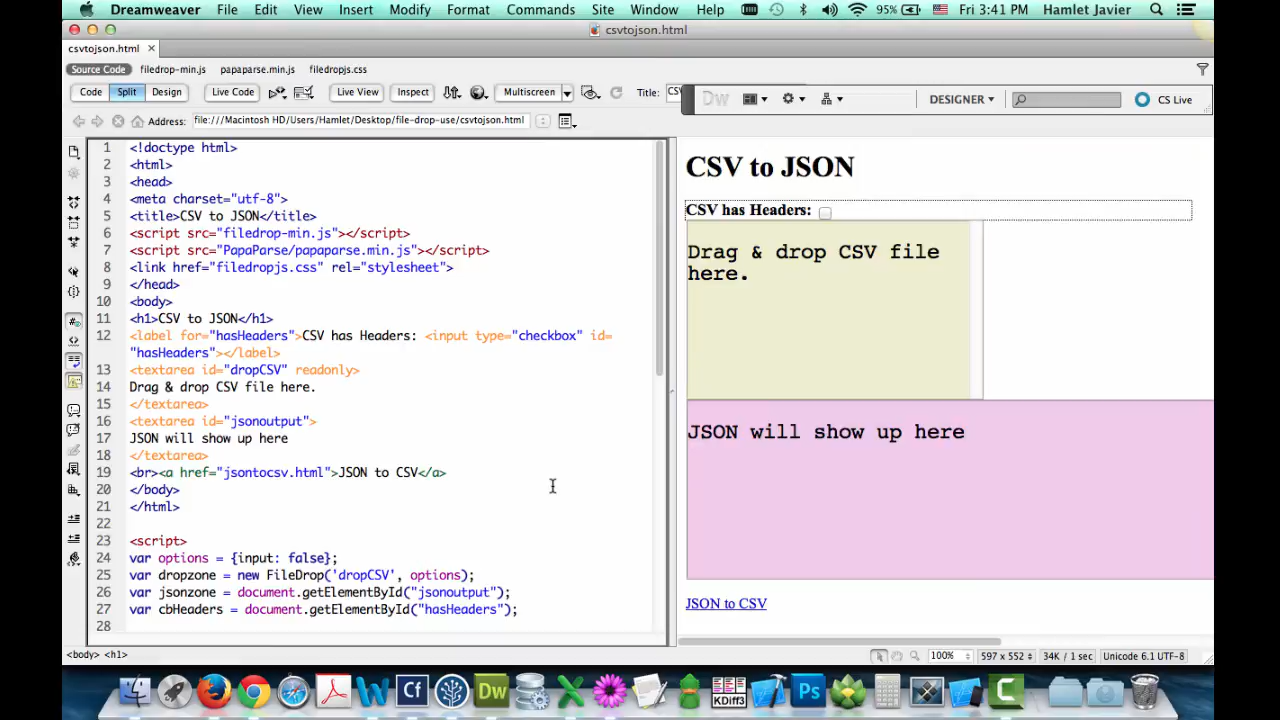 Dreamweaver File Edit View Insert Modify Format Commands Site Window Help 95% Fri 3:41 PM Hamlet Javier
csvtojson.html
csvtojson.html
Source Code filedrop-min.js papaparse.min.js filedropjs.css
Code Split Design Live Code Live View Inspect Multiscreen Title: CSV
Dw DESIGNER CS Live
Address: file:///Macintosh HD/Users/Hamlet/Desktop/file-drop-use/csvtojson.html
1 <!doctype html>
2 <html>
3 <head>
4 <meta charset="utf-8">
5 <title>CSV to JSON</title>
6 <script src="filedrop-min.js"></script>
7 <script src="PapaParse/papaparse.min.js"></script>
8 <link href="filedropjs.css" rel="stylesheet">
9 </head>
10 <body>
11 <h1>CSV to JSON</h1>
12 <label for="hasHeaders">CSV has Headers: <input type="checkbox" id=
"hasHeaders"></label>
13 <textarea id="dropCSV" readonly>
14 Drag & drop CSV file here.
15 </textarea>
16 <textarea id="jsonoutput">
17 JSON will show up here
18 </textarea>
19 <br><a href="jsontocsv.html">JSON to CSV</a>
20 </body>
21 </html>
22
23 <script>
24 var options = {input: false};
25 var dropzone = new FileDrop('dropCSV', options);
26 var jsonzone = document.getElementById("jsonoutput");
27 var cbHeaders = document.getElementById("hasHeaders");
28
CSV to JSON
CSV has Headers:
Drag & drop CSV file
here.
JSON will show up here
JSON to CSV
<body> <h1> 100% 597 x 552 34K / 1 sec Unicode 6.1 UTF-8
W Cf Dw KDiff3 Ps